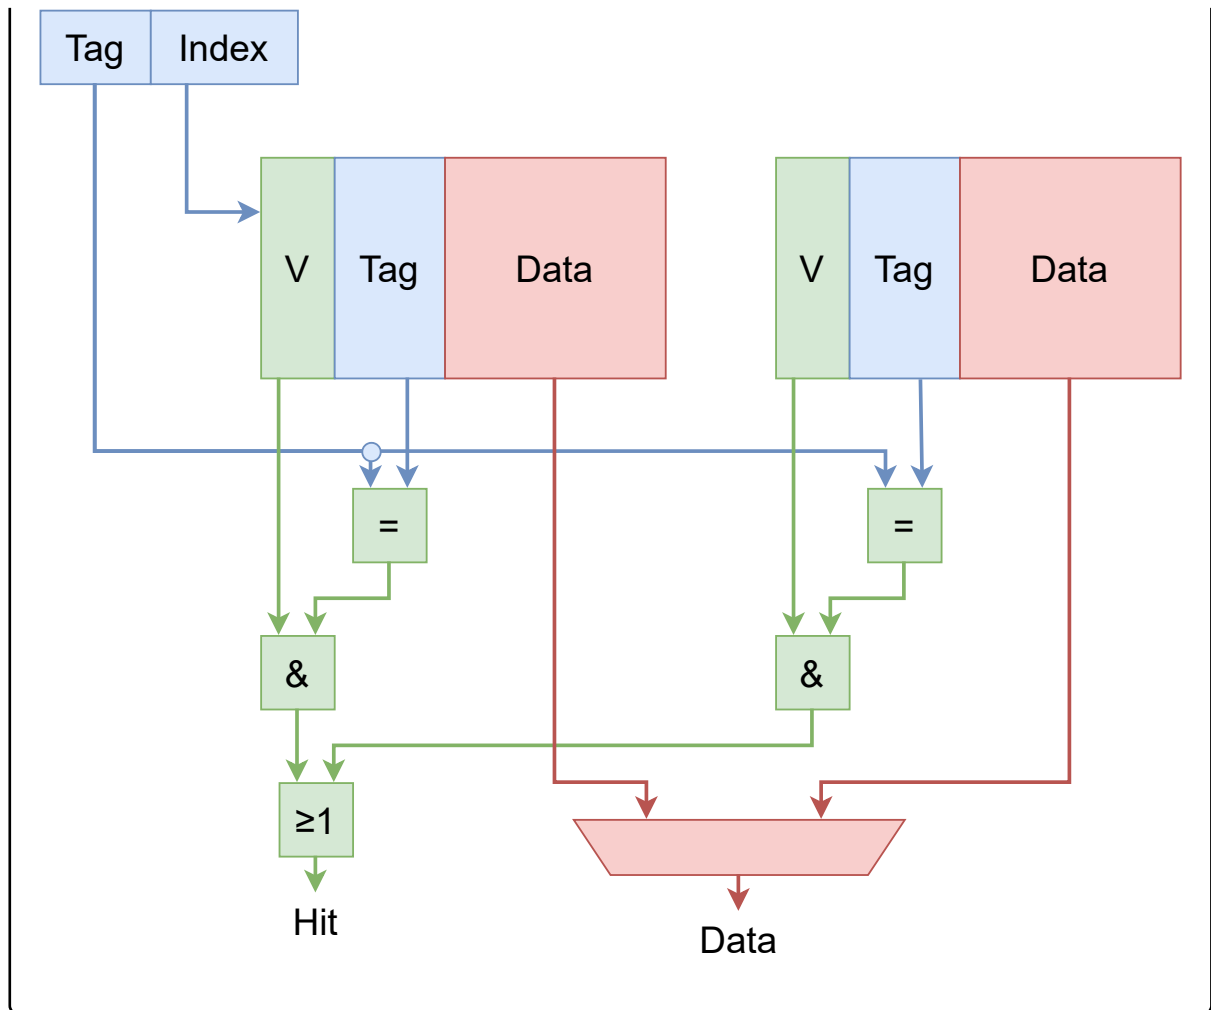 Tag Index
V Tag Data V Tag Data
= =
& &
≥1
Hit
Data